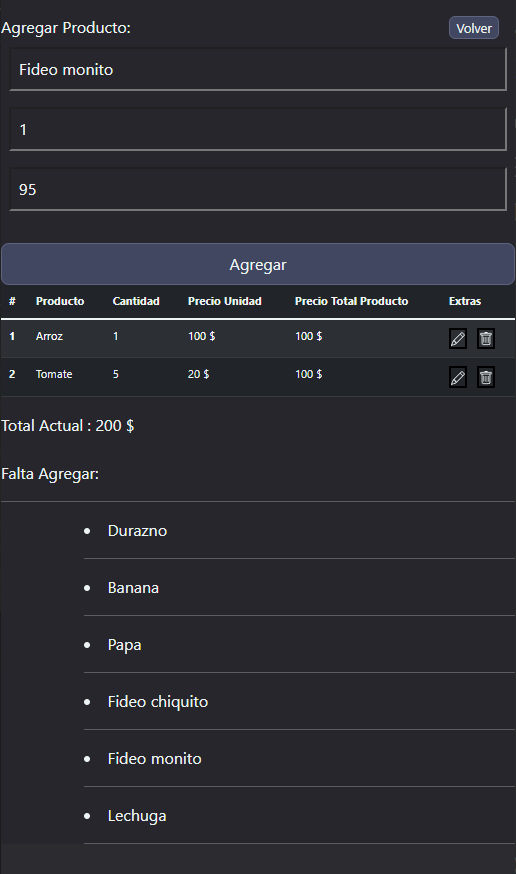 Agregar Producto: Volver
Fideo monito
1
95
Agregar
# Producto Cantidad Precio Unidad Precio Total Producto Extras
1 Arroz 1 100 $ 100 $
2 Tomate 5 20 $ 100 $
Total Actual : 200 $
Falta Agregar:
• Durazno
• Banana
• Papa
• Fideo chiquito
• Fideo monito
• Lechuga